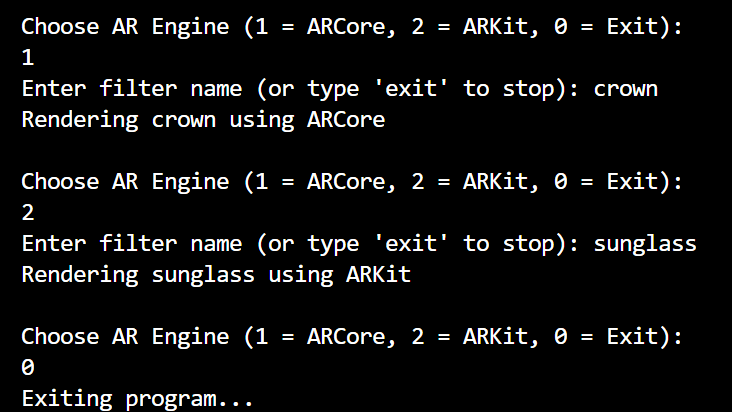 Choose AR Engine (1 = ARCore, 2 = ARKit, 0 = Exit):
1
Enter filter name (or type 'exit' to stop): crown
Rendering crown using ARCore
Choose AR Engine (1 = ARCore, 2 = ARKit, 0 = Exit):
2
Enter filter name (or type 'exit' to stop): sunglass
Rendering sunglass using ARKit
Choose AR Engine (1 = ARCore, 2 = ARKit, 0 = Exit):
0
Exiting program...